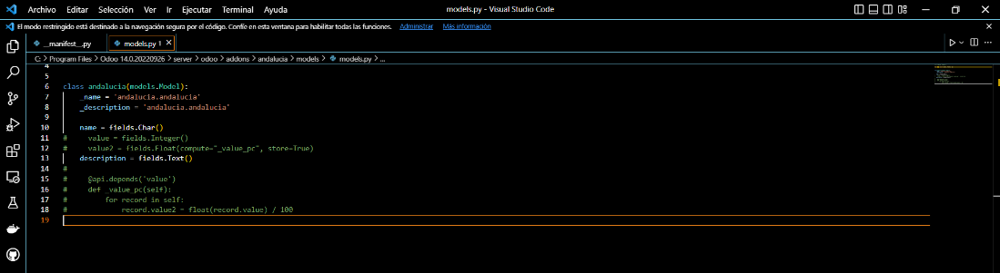 Archivo Editar Selección Ver Ir Ejecutar Terminal Ayuda models.py - Visual Studio Code
El modo restringido está destinado a la navegación segura por el código. Confíe en esta ventana para habilitar todas las funciones. Administrar Más información
__manifest__.py models.py 1
C: > Program Files > Odoo 14.0.20220926 > server > odoo > addons > andalucia > models > models.py > ...
4
5
6 class andalucia(models.Model):
7 _name = 'andalucia.andalucia'
8 _description = 'andalucia.andalucia'
9
10 name = fields.Char()
11 # value = fields.Integer()
12 # value2 = fields.Float(compute="_value_pc", store=True)
13 description = fields.Text()
14 #
15 # @api.depends('value')
16 # def _value_pc(self):
17 # for record in self:
18 # record.value2 = float(record.value) / 100
19